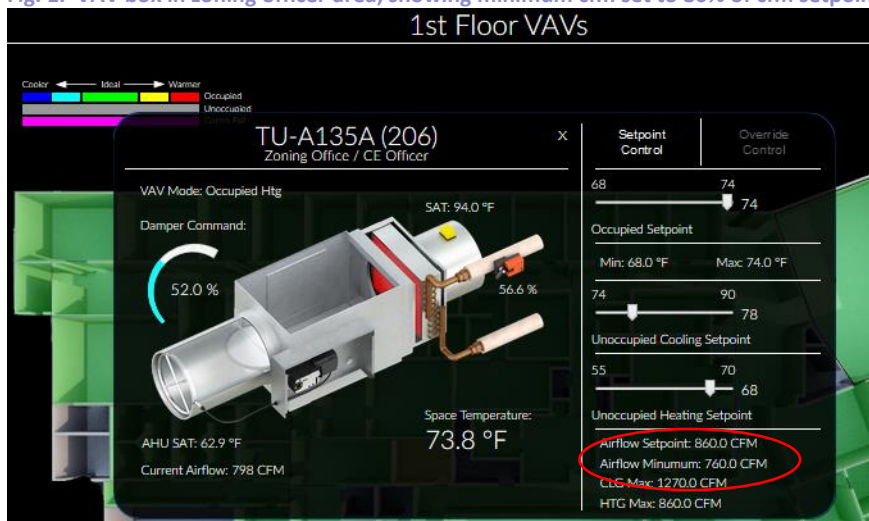 1st Floor VAVs
Cooler Ideal Warmer
Occupied
Unoccupied
TU-A135A (206)
X
Zoning Office / CE Officer
VAV Mode: Occupied Htg
SAT: 94.0 °F
Damper Command:
52.0 %
56.6 %
Space Temperature:
73.8 °F
AHU SAT: 62.9 °F
Current Airflow: 798 CFM
Setpoint
Control
Override
Control
68 74
74
Occupied Setpoint
Min: 68.0 °F Max: 74.0 °F
74 90
78
Unoccupied Cooling Setpoint
55 70
68
Unoccupied Heating Setpoint
Airflow Setpoint: 860.0 CFM
Airflow Minumum: 760.0 CFM
CLG Max: 1270.0 CFM
HTG Max: 860.0 CFM